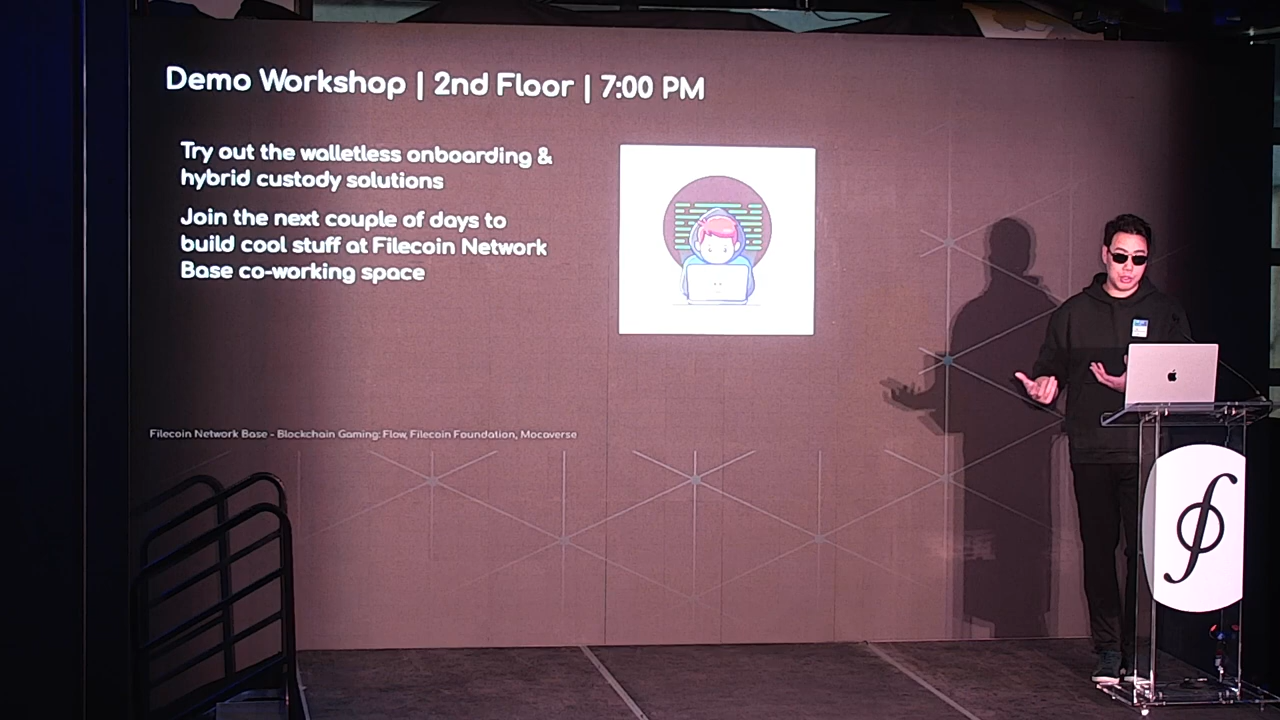 Demo Workshop | 2nd Floor | 7:00 PM
Try out the walletless onboarding &
hybrid custody solutions
Join the next couple of days to
build cool stuff at Filecoin Network
Base co-working space
Filecoin Network Base - Blockchain Gaming: Flow, Filecoin Foundation, Mocaverse